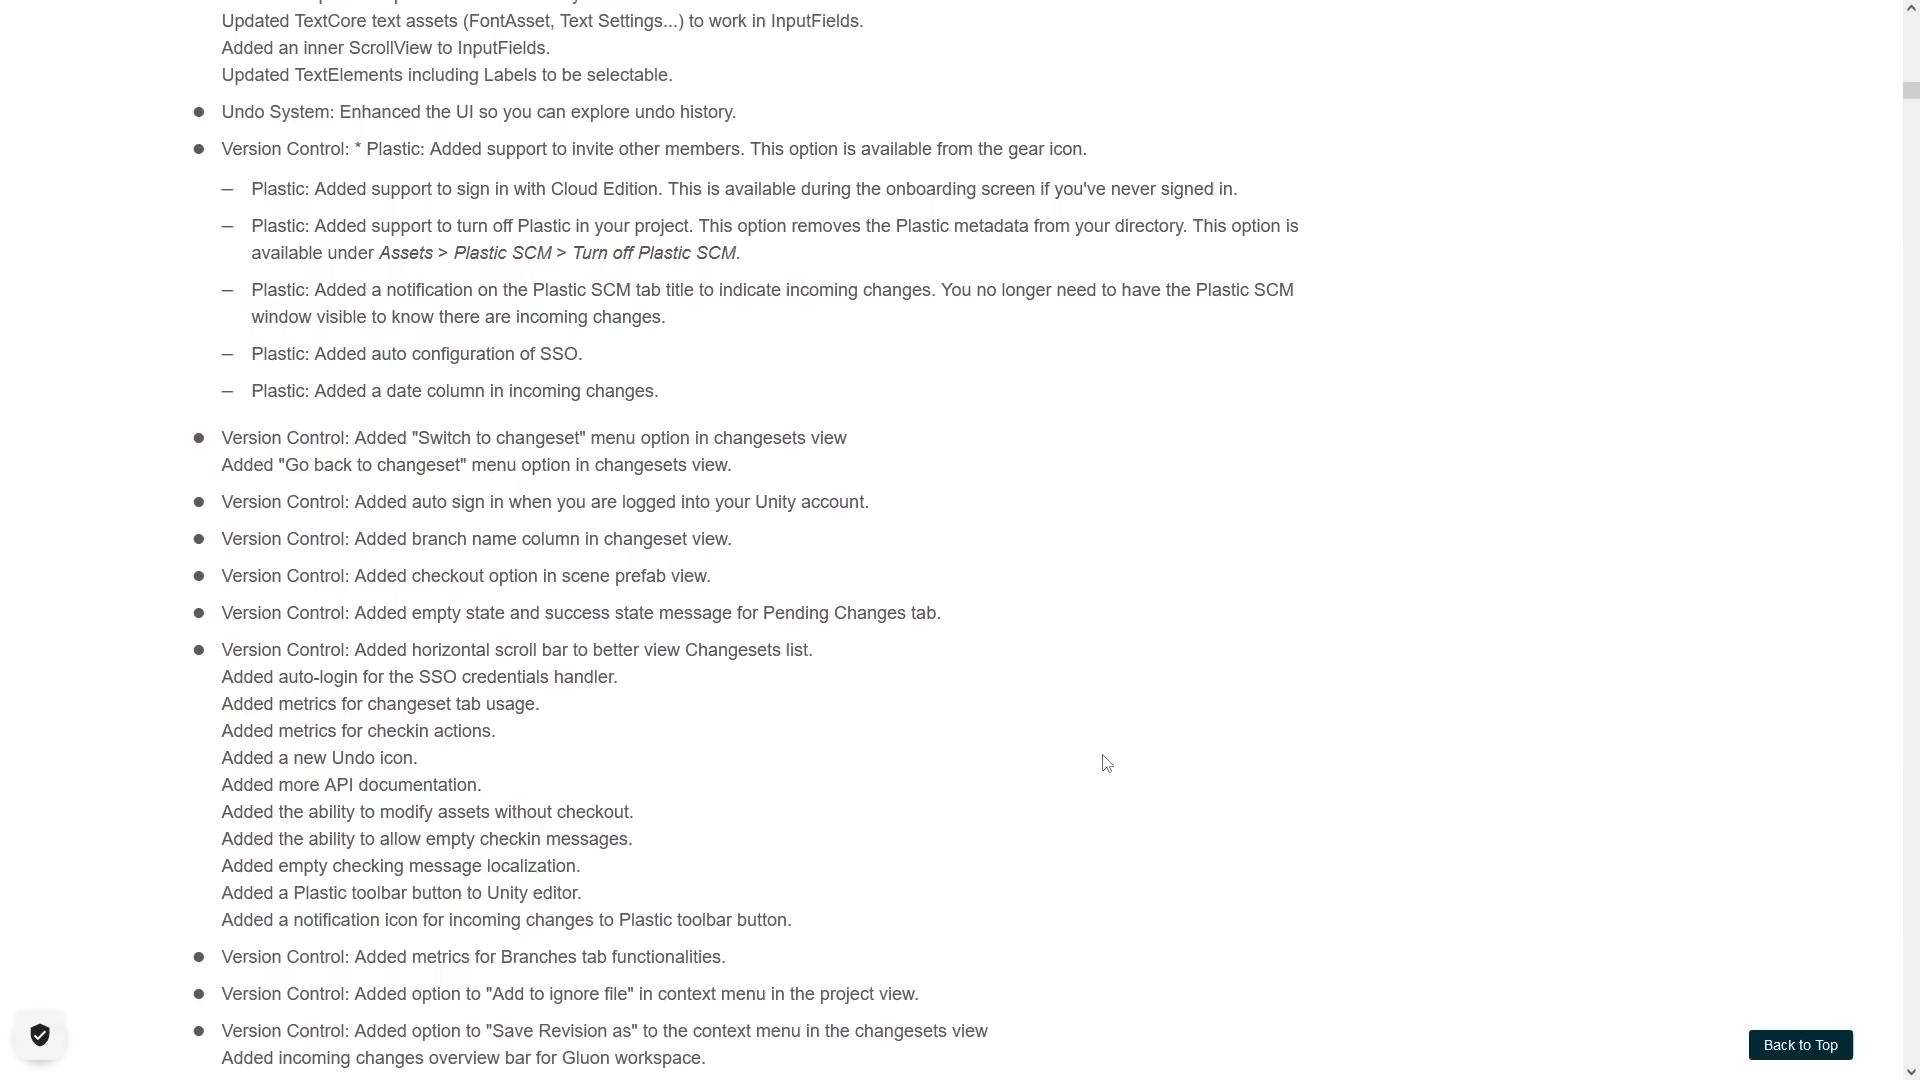 Updated TextCore text assets (FontAsset, Text Settings...) to work in InputFields.
Added an inner ScrollView to InputFields.
Updated TextElements including Labels to be selectable.
● Undo System: Enhanced the UI so you can explore undo history.
● Version Control: * Plastic: Added support to invite other members. This option is available from the gear icon.
– Plastic: Added support to sign in with Cloud Edition. This is available during the onboarding screen if you've never signed in.
– Plastic: Added support to turn off Plastic in your project. This option removes the Plastic metadata from your directory. This option is
available under Assets > Plastic SCM > Turn off Plastic SCM.
– Plastic: Added a notification on the Plastic SCM tab title to indicate incoming changes. You no longer need to have the Plastic SCM
window visible to know there are incoming changes.
– Plastic: Added auto configuration of SSO.
– Plastic: Added a date column in incoming changes.
● Version Control: Added "Switch to changeset" menu option in changesets view
Added "Go back to changeset" menu option in changesets view.
● Version Control: Added auto sign in when you are logged into your Unity account.
● Version Control: Added branch name column in changeset view.
● Version Control: Added checkout option in scene prefab view.
● Version Control: Added empty state and success state message for Pending Changes tab.
● Version Control: Added horizontal scroll bar to better view Changesets list.
Added auto-login for the SSO credentials handler.
Added metrics for changeset tab usage.
Added metrics for checkin actions.
Added a new Undo icon.
Added more API documentation.
Added the ability to modify assets without checkout.
Added the ability to allow empty checkin messages.
Added empty checking message localization.
Added a Plastic toolbar button to Unity editor.
Added a notification icon for incoming changes to Plastic toolbar button.
● Version Control: Added metrics for Branches tab functionalities.
● Version Control: Added option to "Add to ignore file" in context menu in the project view.
● Version Control: Added option to "Save Revision as" to the context menu in the changesets view
Added incoming changes overview bar for Gluon workspace.
Back to Top